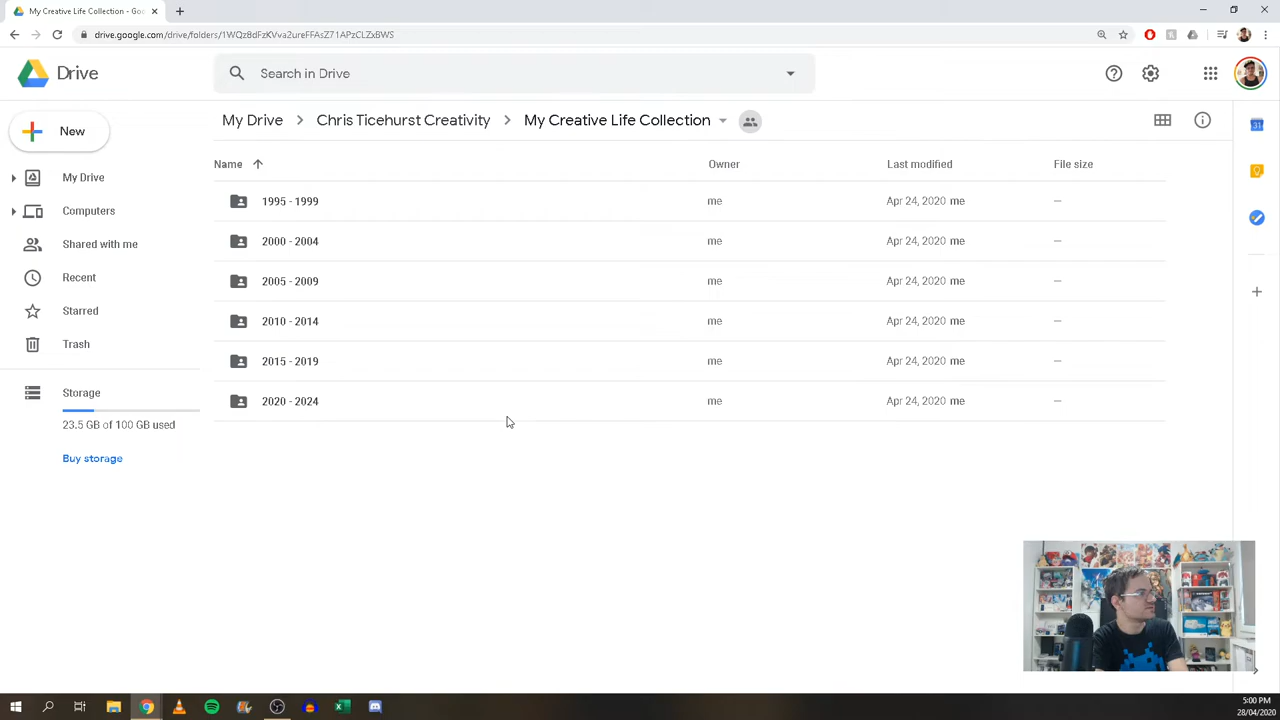 My Creative Life Collection - Goo
drive.google.com/drive/folders/1WQz8dFzKVva2ureFFAsZ71APzCLZxBWS
Drive
Search in Drive
New
My Drive
Chris Ticehurst Creativity
My Creative Life Collection
Name
Owner
Last modified
File size
My Drive
Computers
Shared with me
Recent
Starred
Trash
Storage
23.5 GB of 100 GB used
Buy storage
1995 - 1999 me Apr 24, 2020 me —
2000 - 2004 me Apr 24, 2020 me —
2005 - 2009 me Apr 24, 2020 me —
2010 - 2014 me Apr 24, 2020 me —
2015 - 2019 me Apr 24, 2020 me —
2020 - 2024 me Apr 24, 2020 me —
31
5:00 PM
28/04/2020